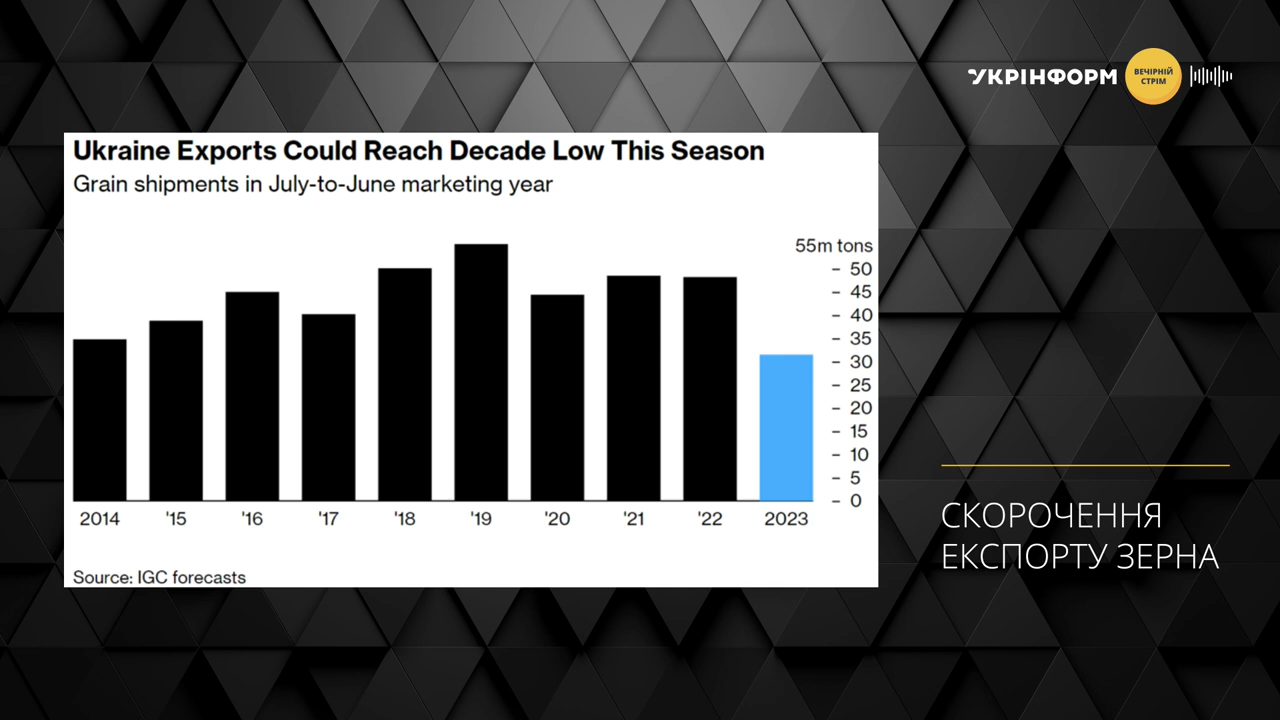 УКРІНФОРМ
ВЕЧІРНІЙ
СТРІМ
Ukraine Exports Could Reach Decade Low This Season
Grain shipments in July-to-June marketing year
55m tons
– 50
– 45
– 40
– 35
– 30
– 25
– 20
– 15
– 10
– 5
– 0
2014 '15 '16 '17 '18 '19 '20 '21 '22 2023
Source: IGC forecasts
СКОРОЧЕННЯ
ЕКСПОРТУ ЗЕРНА